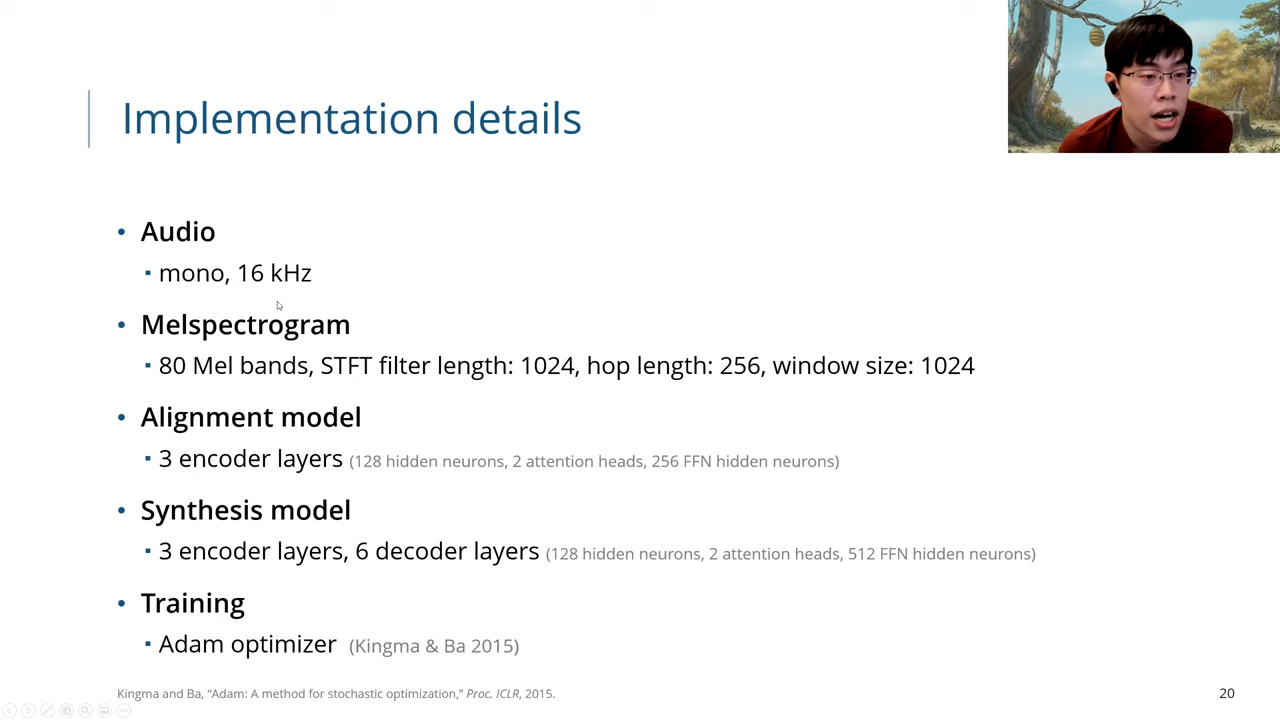 Implementation details
• Audio
▪ mono, 16 kHz
• Melspectrogram
▪ 80 Mel bands, STFT filter length: 1024, hop length: 256, window size: 1024
• Alignment model
▪ 3 encoder layers (128 hidden neurons, 2 attention heads, 256 FFN hidden neurons)
• Synthesis model
▪ 3 encoder layers, 6 decoder layers (128 hidden neurons, 2 attention heads, 512 FFN hidden neurons)
• Training
▪ Adam optimizer (Kingma & Ba 2015)
Kingma and Ba, “Adam: A method for stochastic optimization,” Proc. ICLR, 2015.
20